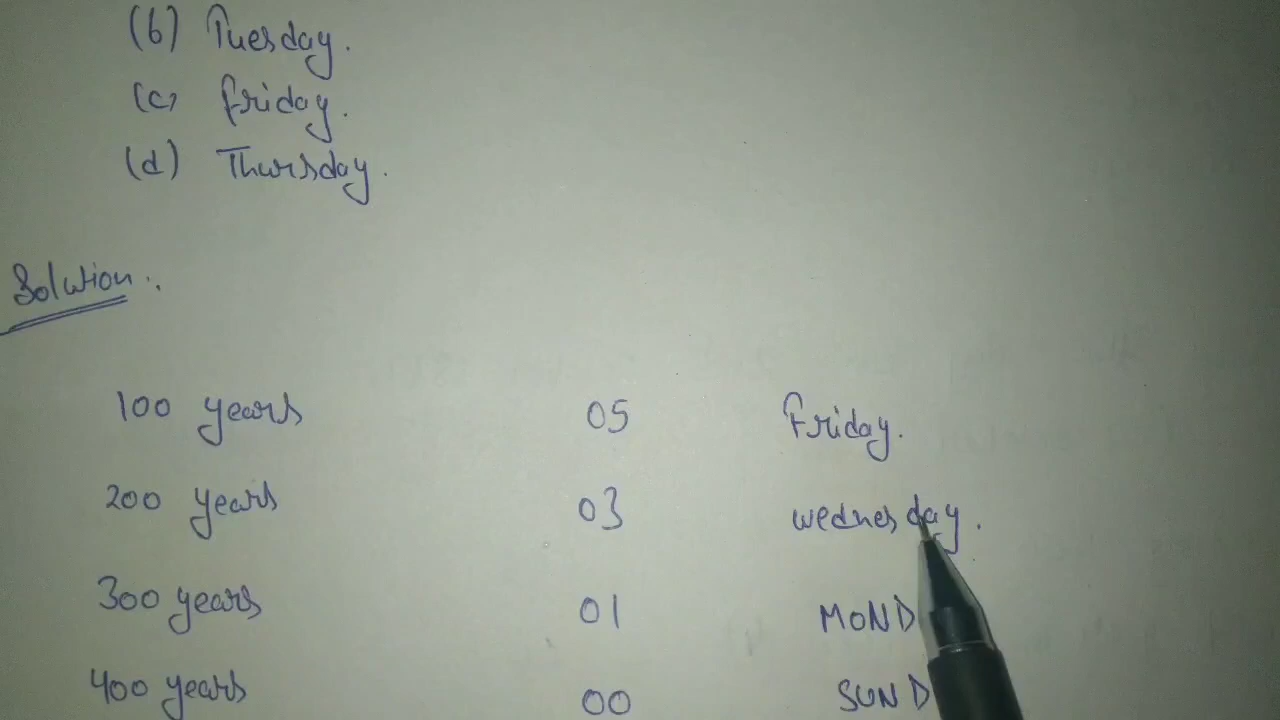 (b) Tuesday.
(c) Friday.
(d) Thursday.
Solution:
100 years 05 Friday.
200 years 03 wednesday.
300 years 01 MOND
400 years 00 SUND